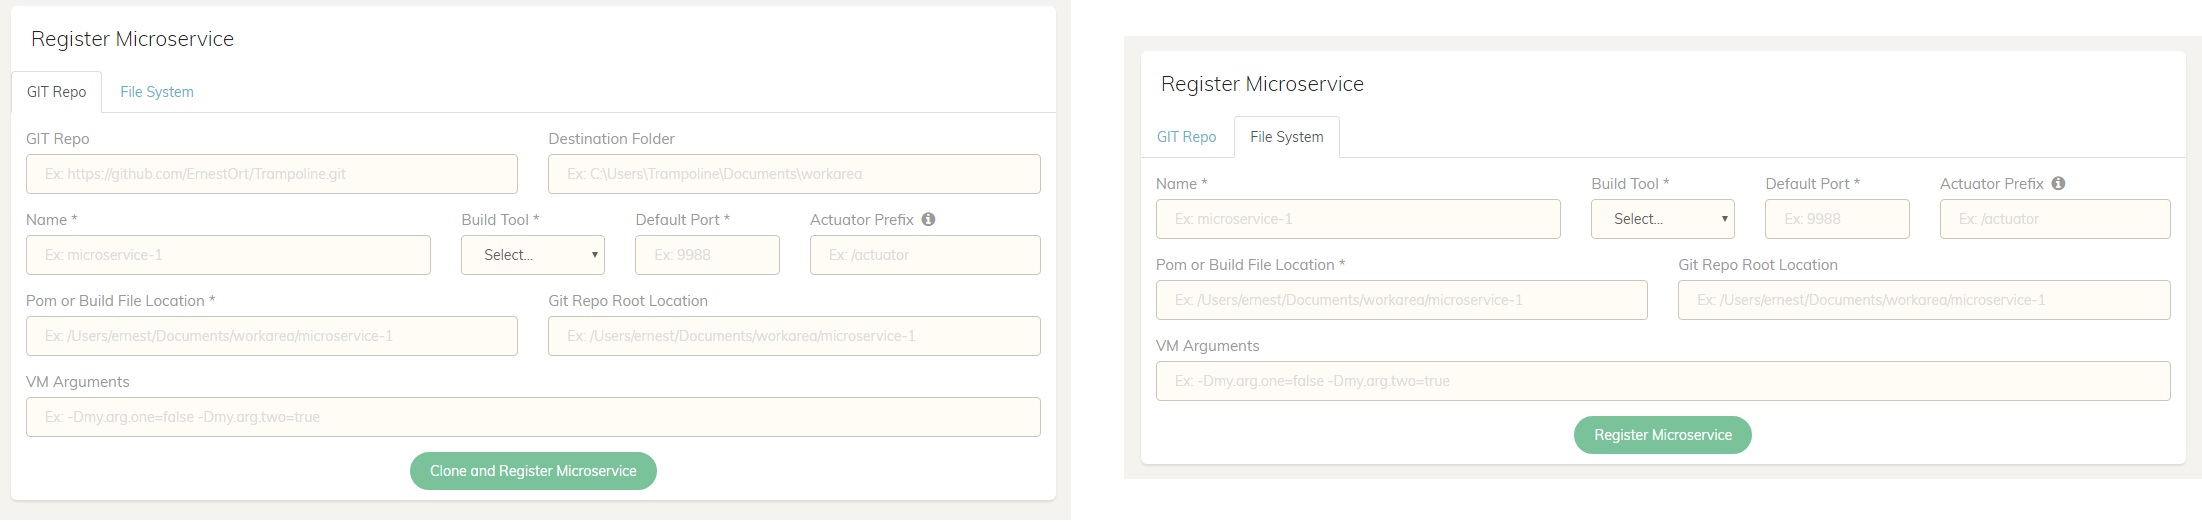 Register Microservice
GIT Repo File System
GIT Repo Destination Folder
Ex: https://github.com/ErnestOrt/Trampoline.git Ex: C:\Users\Trampoline\Documents\workarea
Name * Build Tool * Default Port * Actuator Prefix
Ex: microservice-1 Select... Ex: 9988 Ex: /actuator
Pom or Build File Location * Git Repo Root Location
Ex: /Users/ernest/Documents/workarea/microservice-1 Ex: /Users/ernest/Documents/workarea/microservice-1
VM Arguments
Ex: -Dmy.arg.one=false -Dmy.arg.two=true
Clone and Register Microservice
Register Microservice
GIT Repo File System
Name * Build Tool * Default Port * Actuator Prefix
Ex: microservice-1 Select... Ex: 9988 Ex: /actuator
Pom or Build File Location * Git Repo Root Location
Ex: /Users/ernest/Documents/workarea/microservice-1 Ex: /Users/ernest/Documents/workarea/microservice-1
VM Arguments
Ex: -Dmy.arg.one=false -Dmy.arg.two=true
Register Microservice